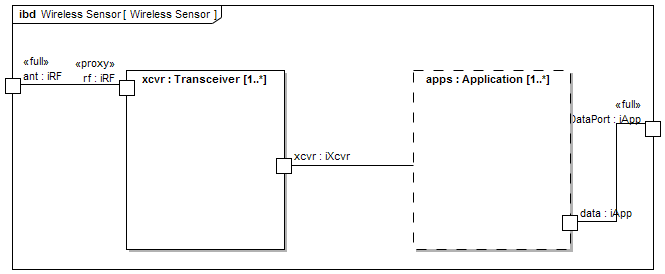 ibd Wireless Sensor [ Wireless Sensor ]
«full»
ant : iRF
«proxy»
rf : iRF
xcvr : Transceiver [1..*]
apps : Application [1..*]
«full»
DataPort : iApp
xcvr : iXcvr
data : iApp